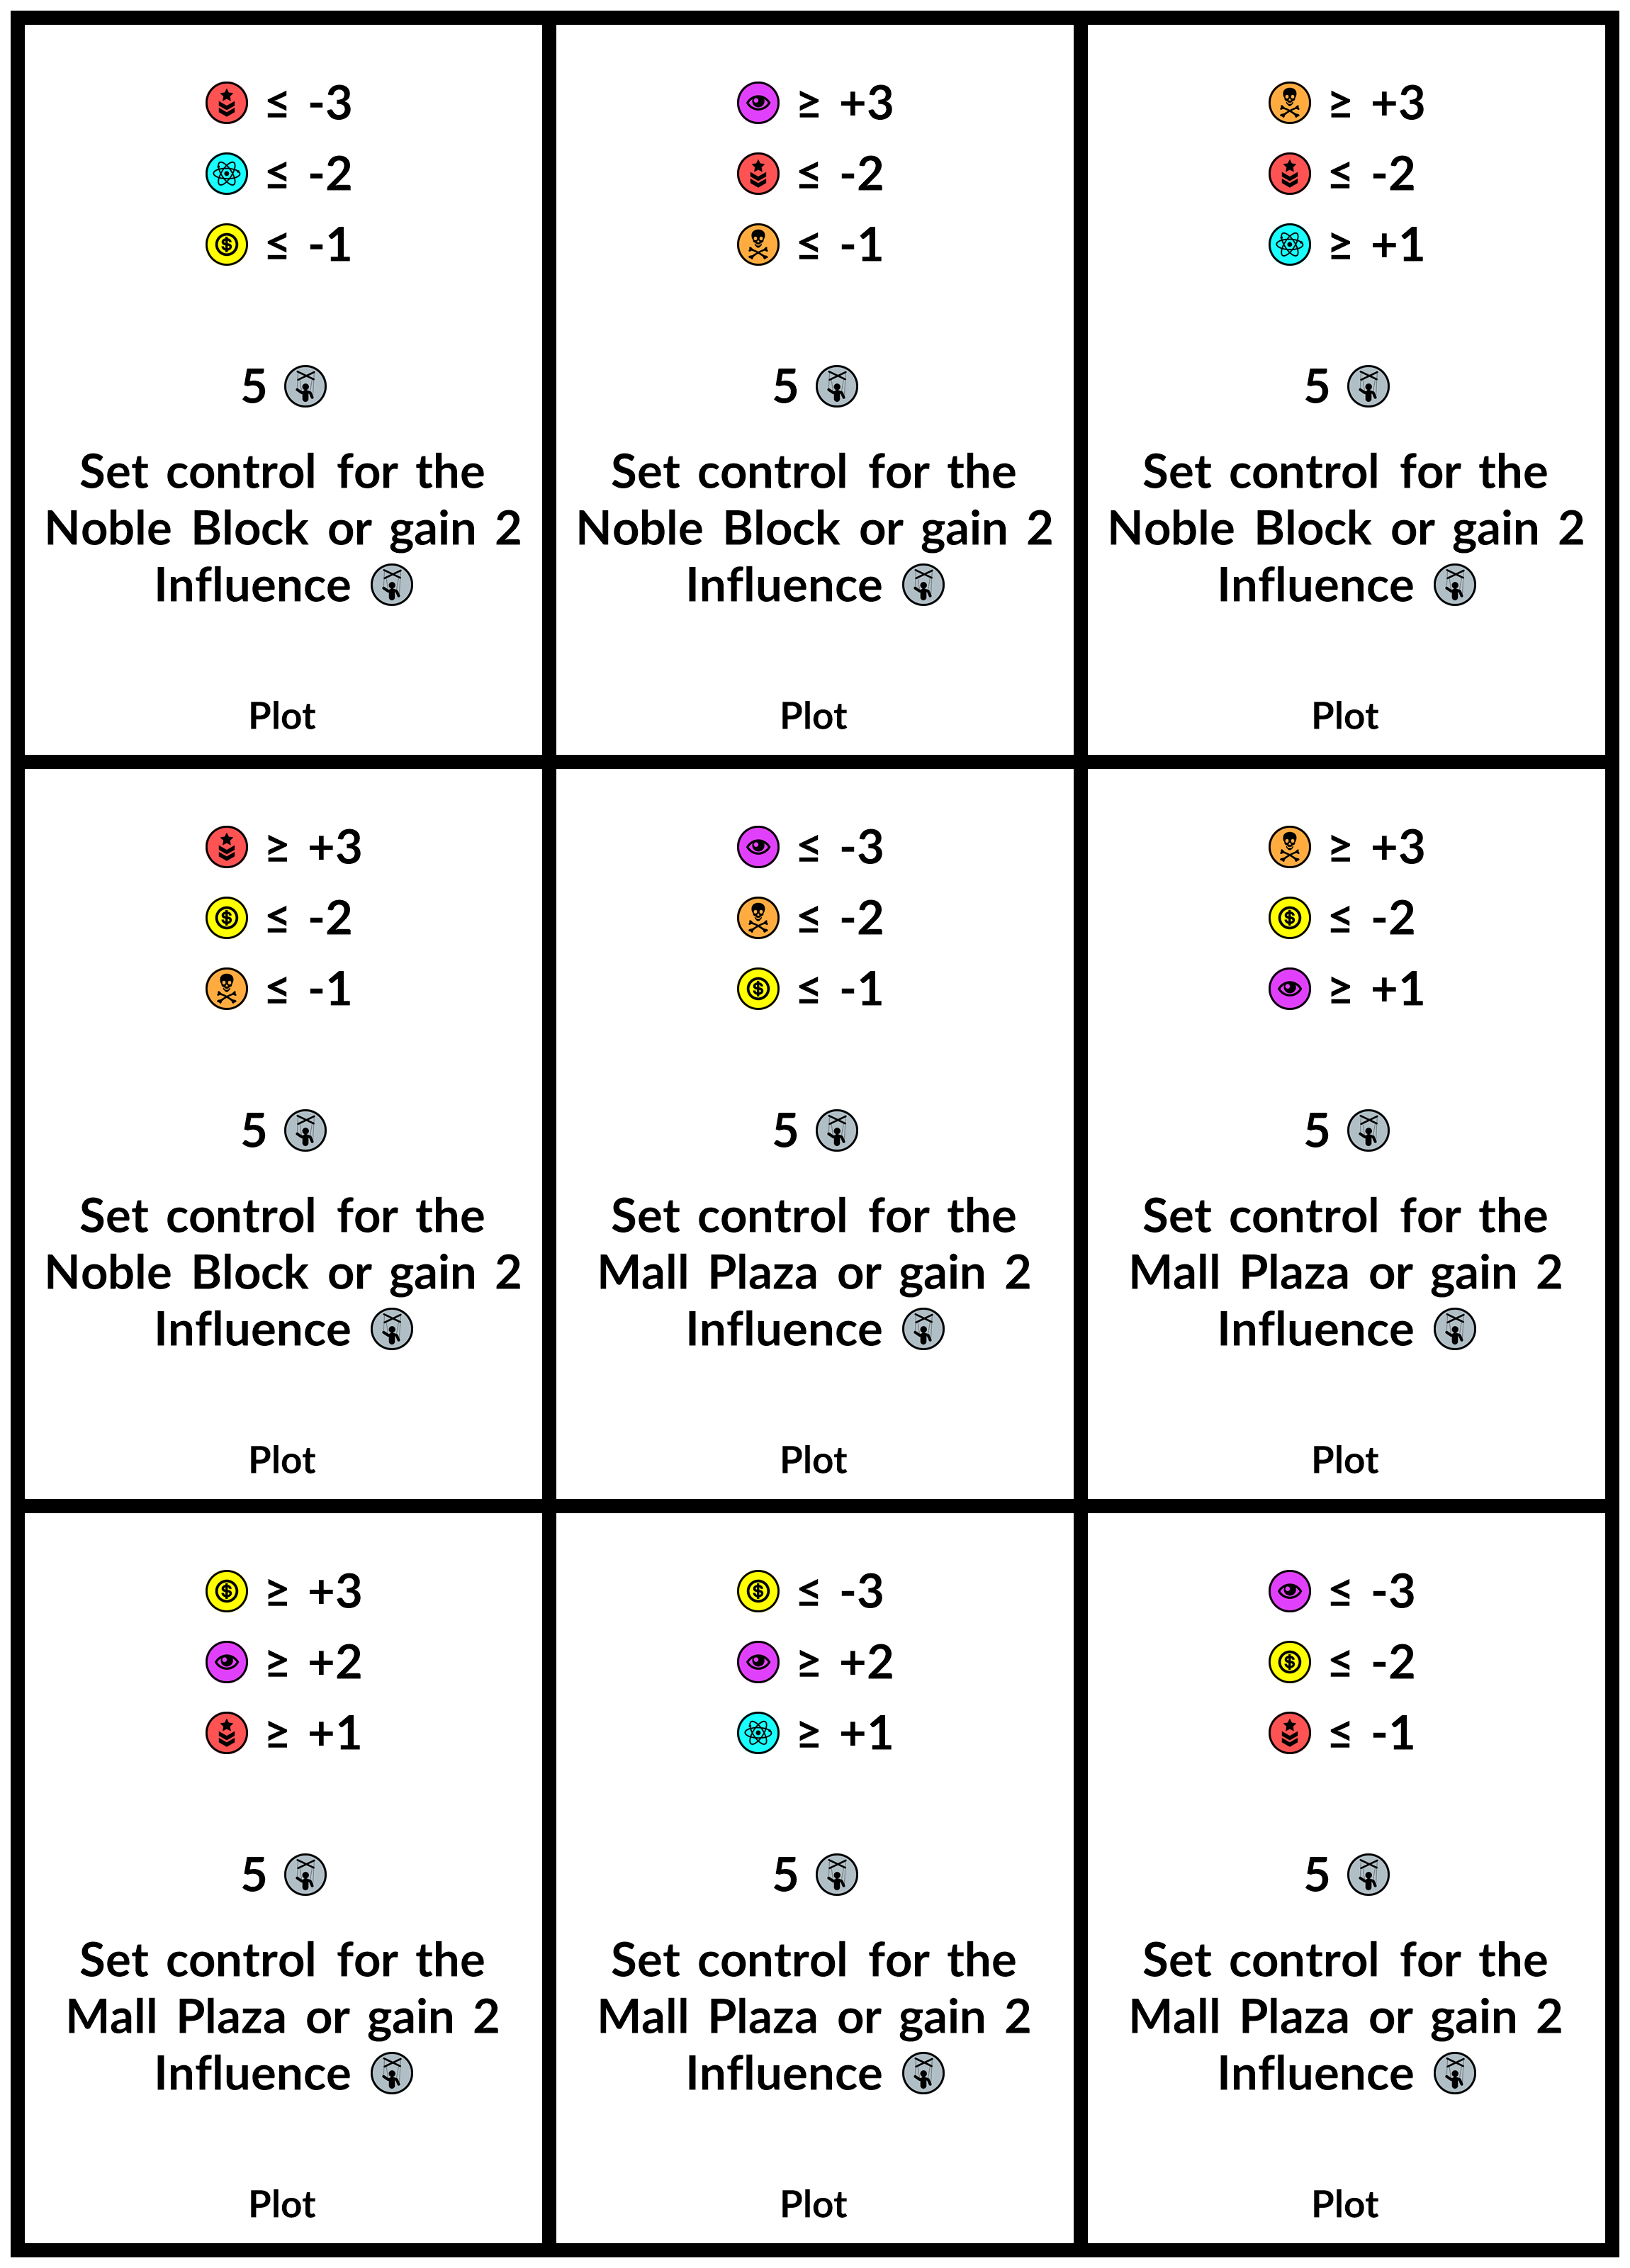 ≤ -3
≤ -2
≤ -1
5
Set control for the
Noble Block or gain 2
Influence
Plot
≥ +3
≤ -2
≤ -1
5
Set control for the
Noble Block or gain 2
Influence
Plot
≥ +3
≤ -2
≥ +1
5
Set control for the
Noble Block or gain 2
Influence
Plot
≥ +3
≤ -2
≤ -1
5
Set control for the
Noble Block or gain 2
Influence
Plot
≤ -3
≤ -2
≤ -1
5
Set control for the
Mall Plaza or gain 2
Influence
Plot
≥ +3
≤ -2
≥ +1
5
Set control for the
Mall Plaza or gain 2
Influence
Plot
≥ +3
≥ +2
≥ +1
5
Set control for the
Mall Plaza or gain 2
Influence
Plot
≤ -3
≥ +2
≥ +1
5
Set control for the
Mall Plaza or gain 2
Influence
Plot
≤ -3
≤ -2
≤ -1
5
Set control for the
Mall Plaza or gain 2
Influence
Plot